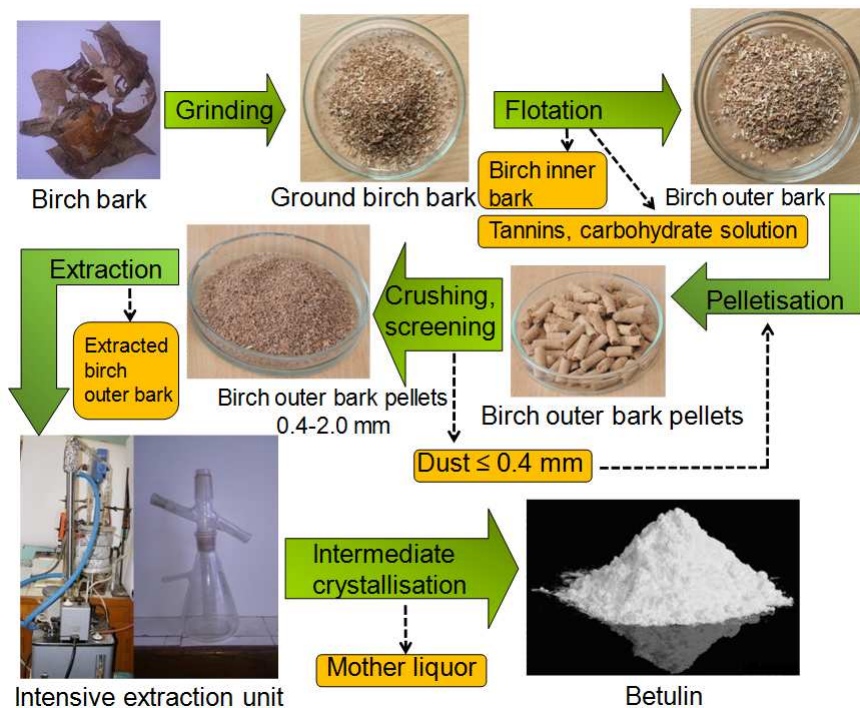 Grinding
Flotation
Birch bark
Ground birch bark
Birch inner
bark
Birch outer bark
Tannins, carbohydrate solution
Extraction
Crushing,
screening
Pelletisation
Extracted
birch
outer bark
Birch outer bark pellets
0.4-2.0 mm
Birch outer bark pellets
Dust ≤ 0.4 mm
Intermediate
crystallisation
Mother liquor
Intensive extraction unit
Betulin